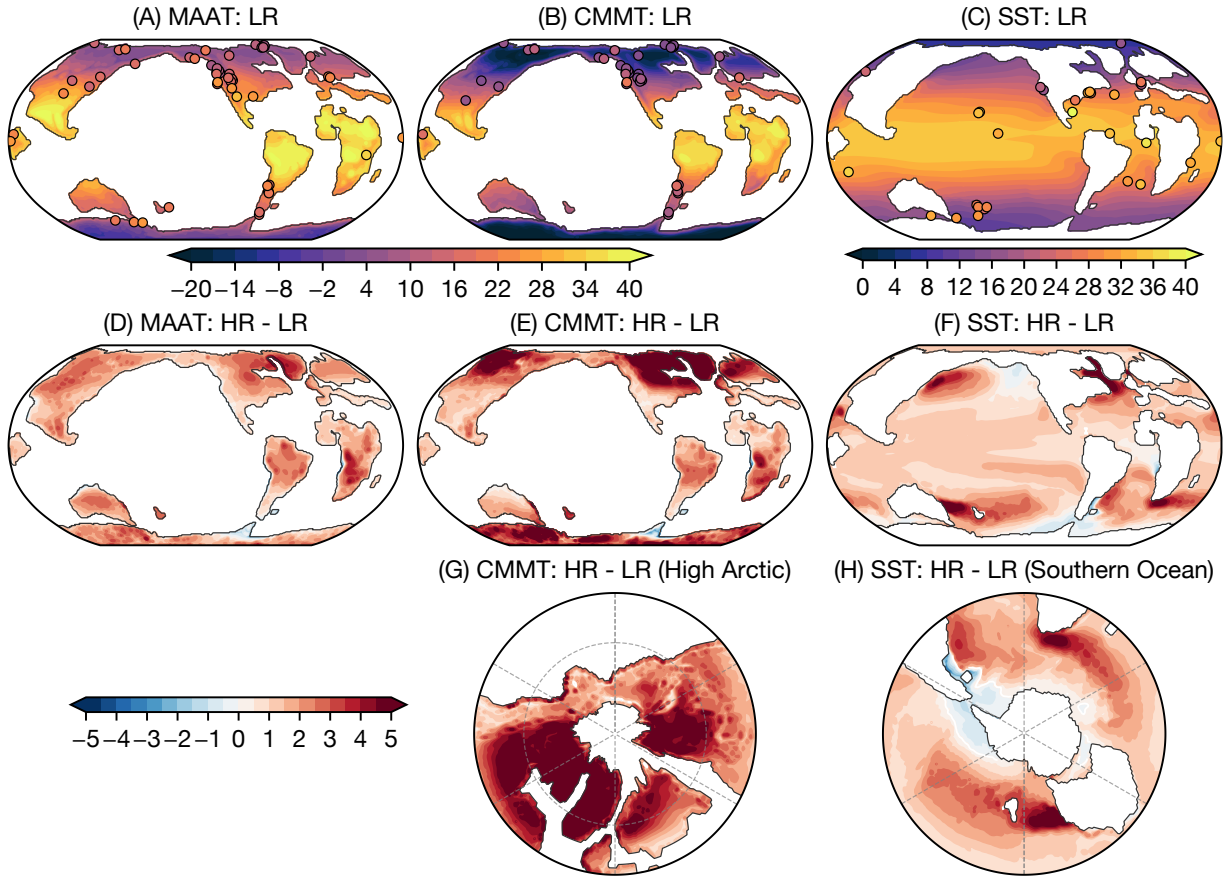 (A) MAAT: LR
(B) CMMT: LR
(C) SST: LR
−20 −14 −8 −2 4 10 16 22 28 34 40
0 4 8 12 16 20 24 28 32 36 40
(D) MAAT: HR - LR
(E) CMMT: HR - LR
(F) SST: HR - LR
(G) CMMT: HR - LR (High Arctic)
(H) SST: HR - LR (Southern Ocean)
−5 −4 −3 −2 −1 0 1 2 3 4 5